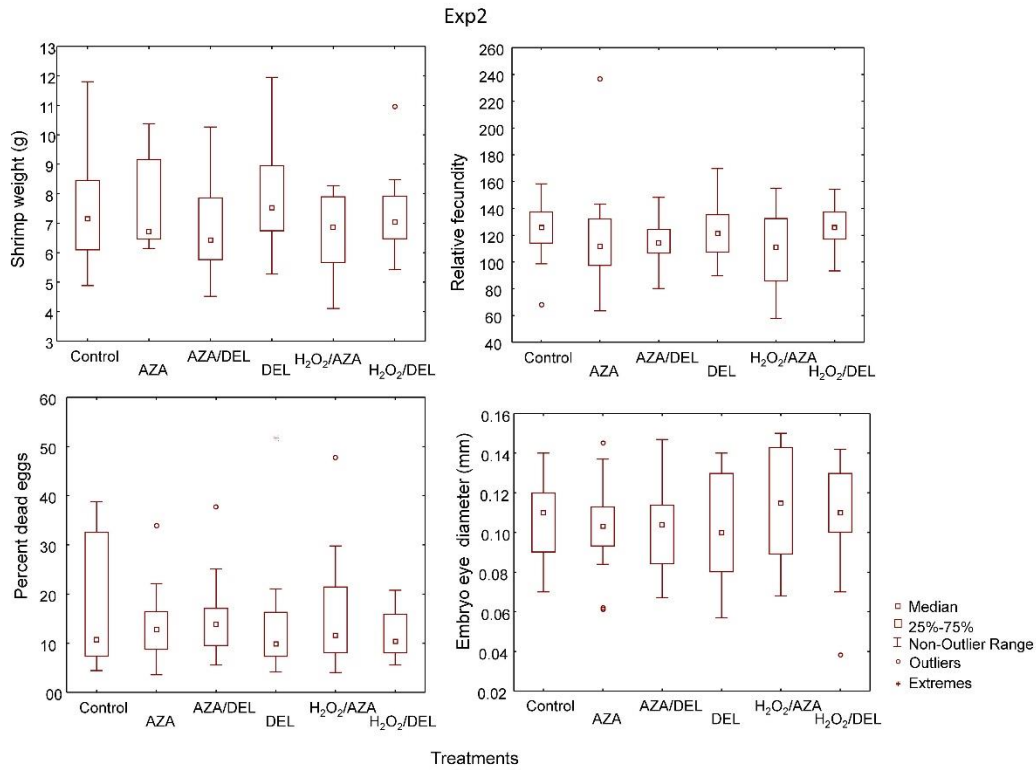 Exp2
Shrimp weight (g)
13
12
11
10
9
8
7
6
5
4
3
Control
AZA
AZA/DEL
DEL
H₂O₂/AZA
H₂O₂/DEL
Relative fecundity
260
240
220
200
180
160
140
120
100
80
60
40
Control
AZA
AZA/DEL
DEL
H₂O₂/AZA
H₂O₂/DEL
Percent dead eggs
60
50
40
30
20
10
00
Control
AZA
AZA/DEL
DEL
H₂O₂/AZA
H₂O₂/DEL
Embryo eye diameter (mm)
0.16
0.14
0.12
0.10
0.08
0.06
0.04
0.02
Control
AZA
AZA/DEL
DEL
H₂O₂/AZA
H₂O₂/DEL
Median
25%-75%
Non-Outlier Range
Outliers
Extremes
Treatments